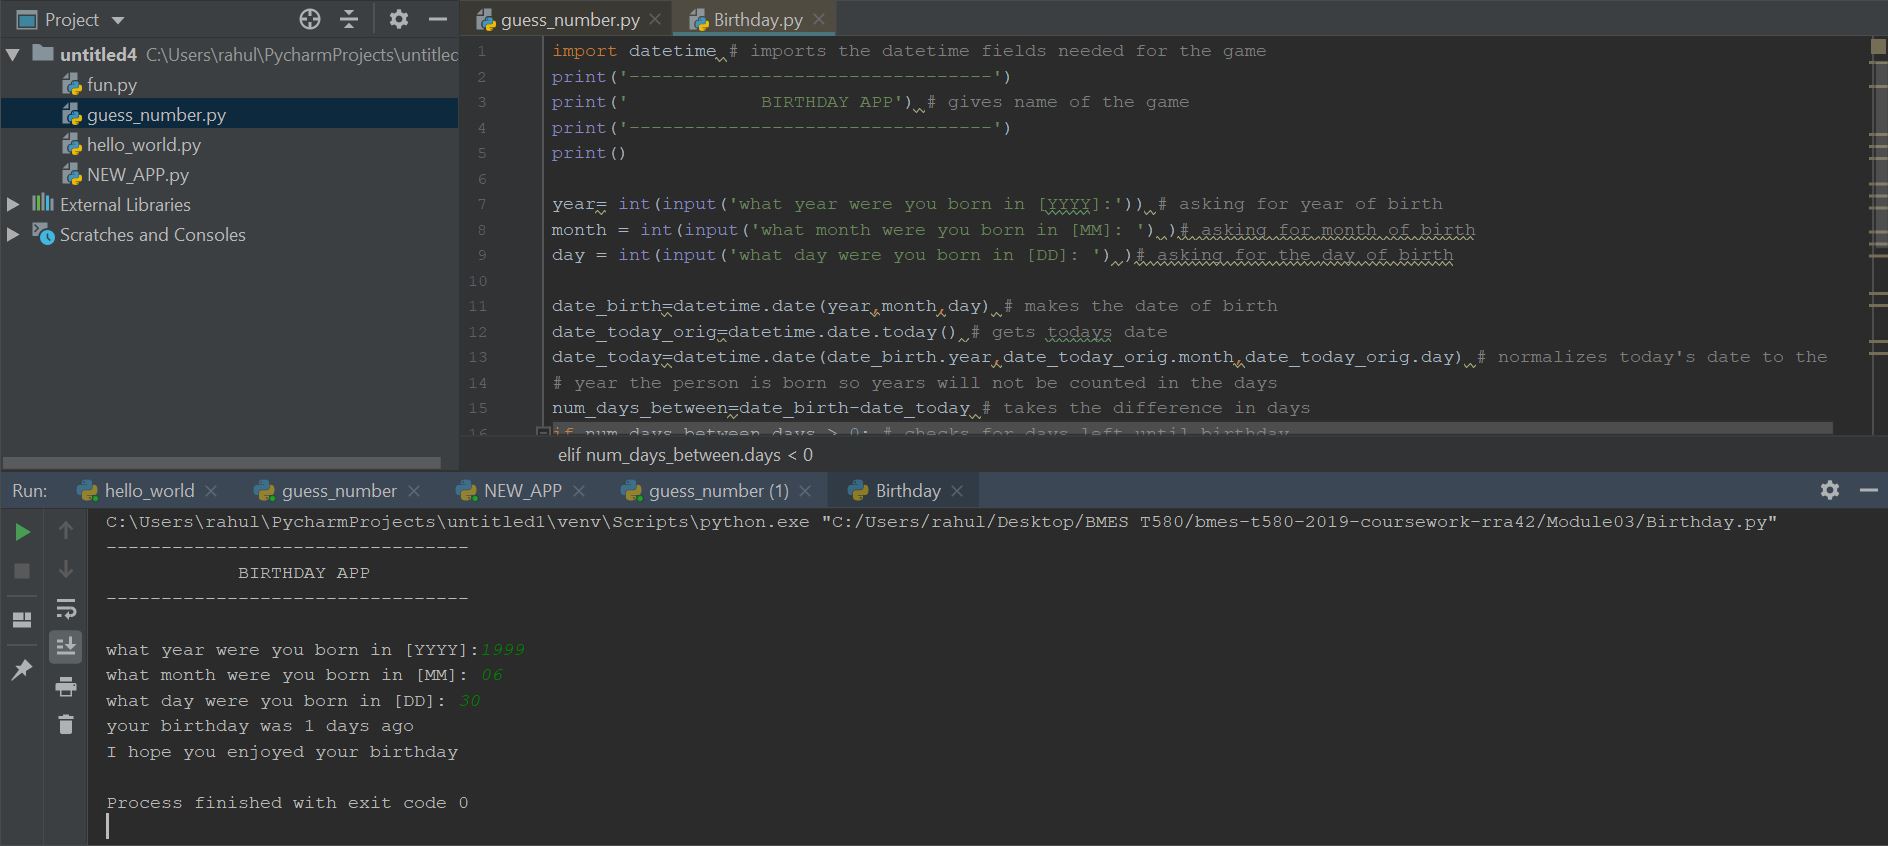 Project
untitled4 C:\Users\rahul\PycharmProjects\untitled
fun.py
guess_number.py
hello_world.py
NEW_APP.py
External Libraries
Scratches and Consoles
guess_number.py
Birthday.py
1 import datetime # imports the datetime fields needed for the game
2 print('---------------------------------')
3 print('            BIRTHDAY APP') # gives name of the game
4 print('---------------------------------')
5 print()
6
7 year= int(input('what year were you born in [YYYY]:')) # asking for year of birth
8 month = int(input('what month were you born in [MM]: ') )# asking for month of birth
9 day = int(input('what day were you born in [DD]: ') )# asking for the day of birth
10
11 date_birth=datetime.date(year,month,day) # makes the date of birth
12 date_today_orig=datetime.date.today() # gets todays date
13 date_today=datetime.date(date_birth.year,date_today_orig.month,date_today_orig.day) # normalizes today's date to the
14 # year the person is born so years will not be counted in the days
15 num_days_between=date_birth-date_today # takes the difference in days
16 if num_days_between.days > 0: # checks for days left until birthday
elif num_days_between.days < 0
Run:
hello_world
guess_number
NEW_APP
guess_number (1)
Birthday
C:\Users\rahul\PycharmProjects\untitled1\venv\Scripts\python.exe "C:/Users/rahul/Desktop/BMES T580/bmes-t580-2019-coursework-rra42/Module03/Birthday.py"
---------------------------------
            BIRTHDAY APP
---------------------------------
what year were you born in [YYYY]:1999
what month were you born in [MM]: 06
what day were you born in [DD]: 30
your birthday was 1 days ago
I hope you enjoyed your birthday
Process finished with exit code 0